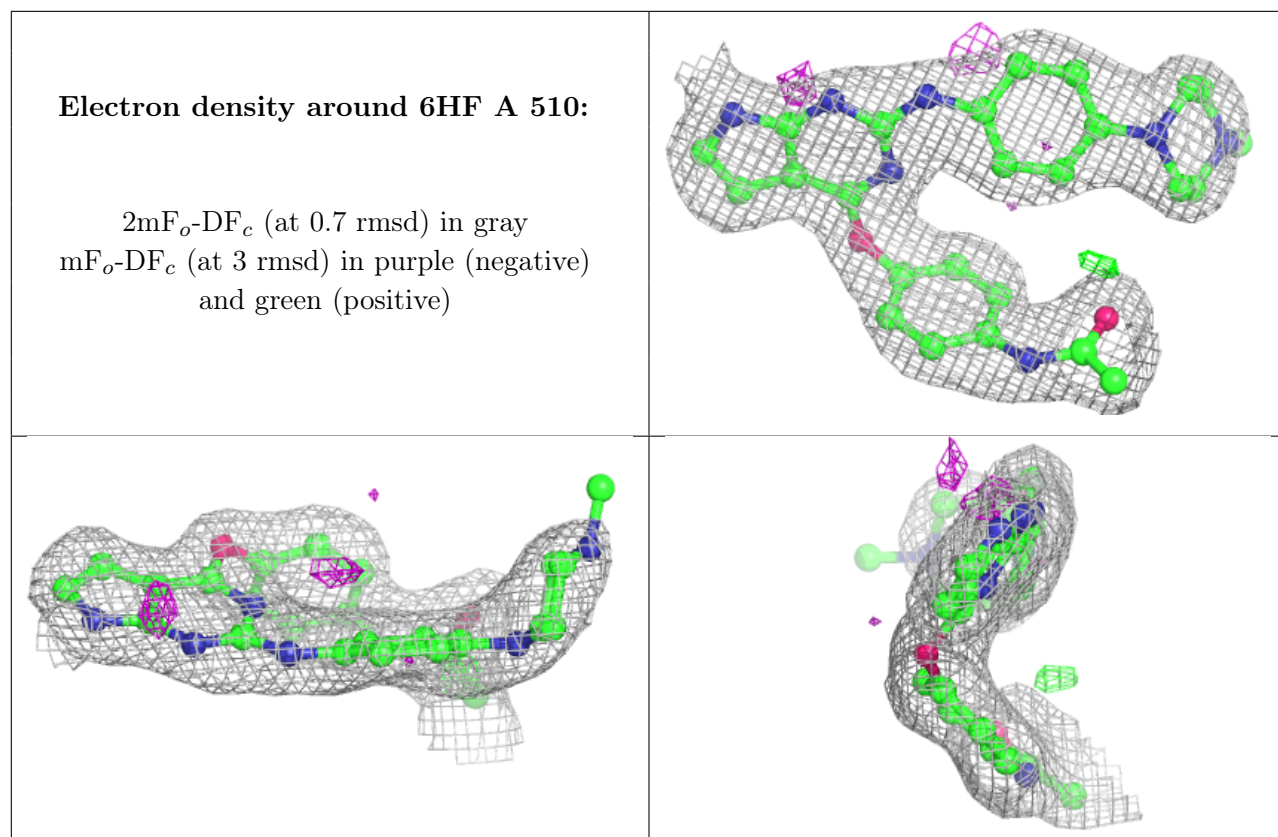 Electron density around 6HF A 510:
2mFo-DFc (at 0.7 rmsd) in gray
mFo-DFc (at 3 rmsd) in purple (negative)
and green (positive)